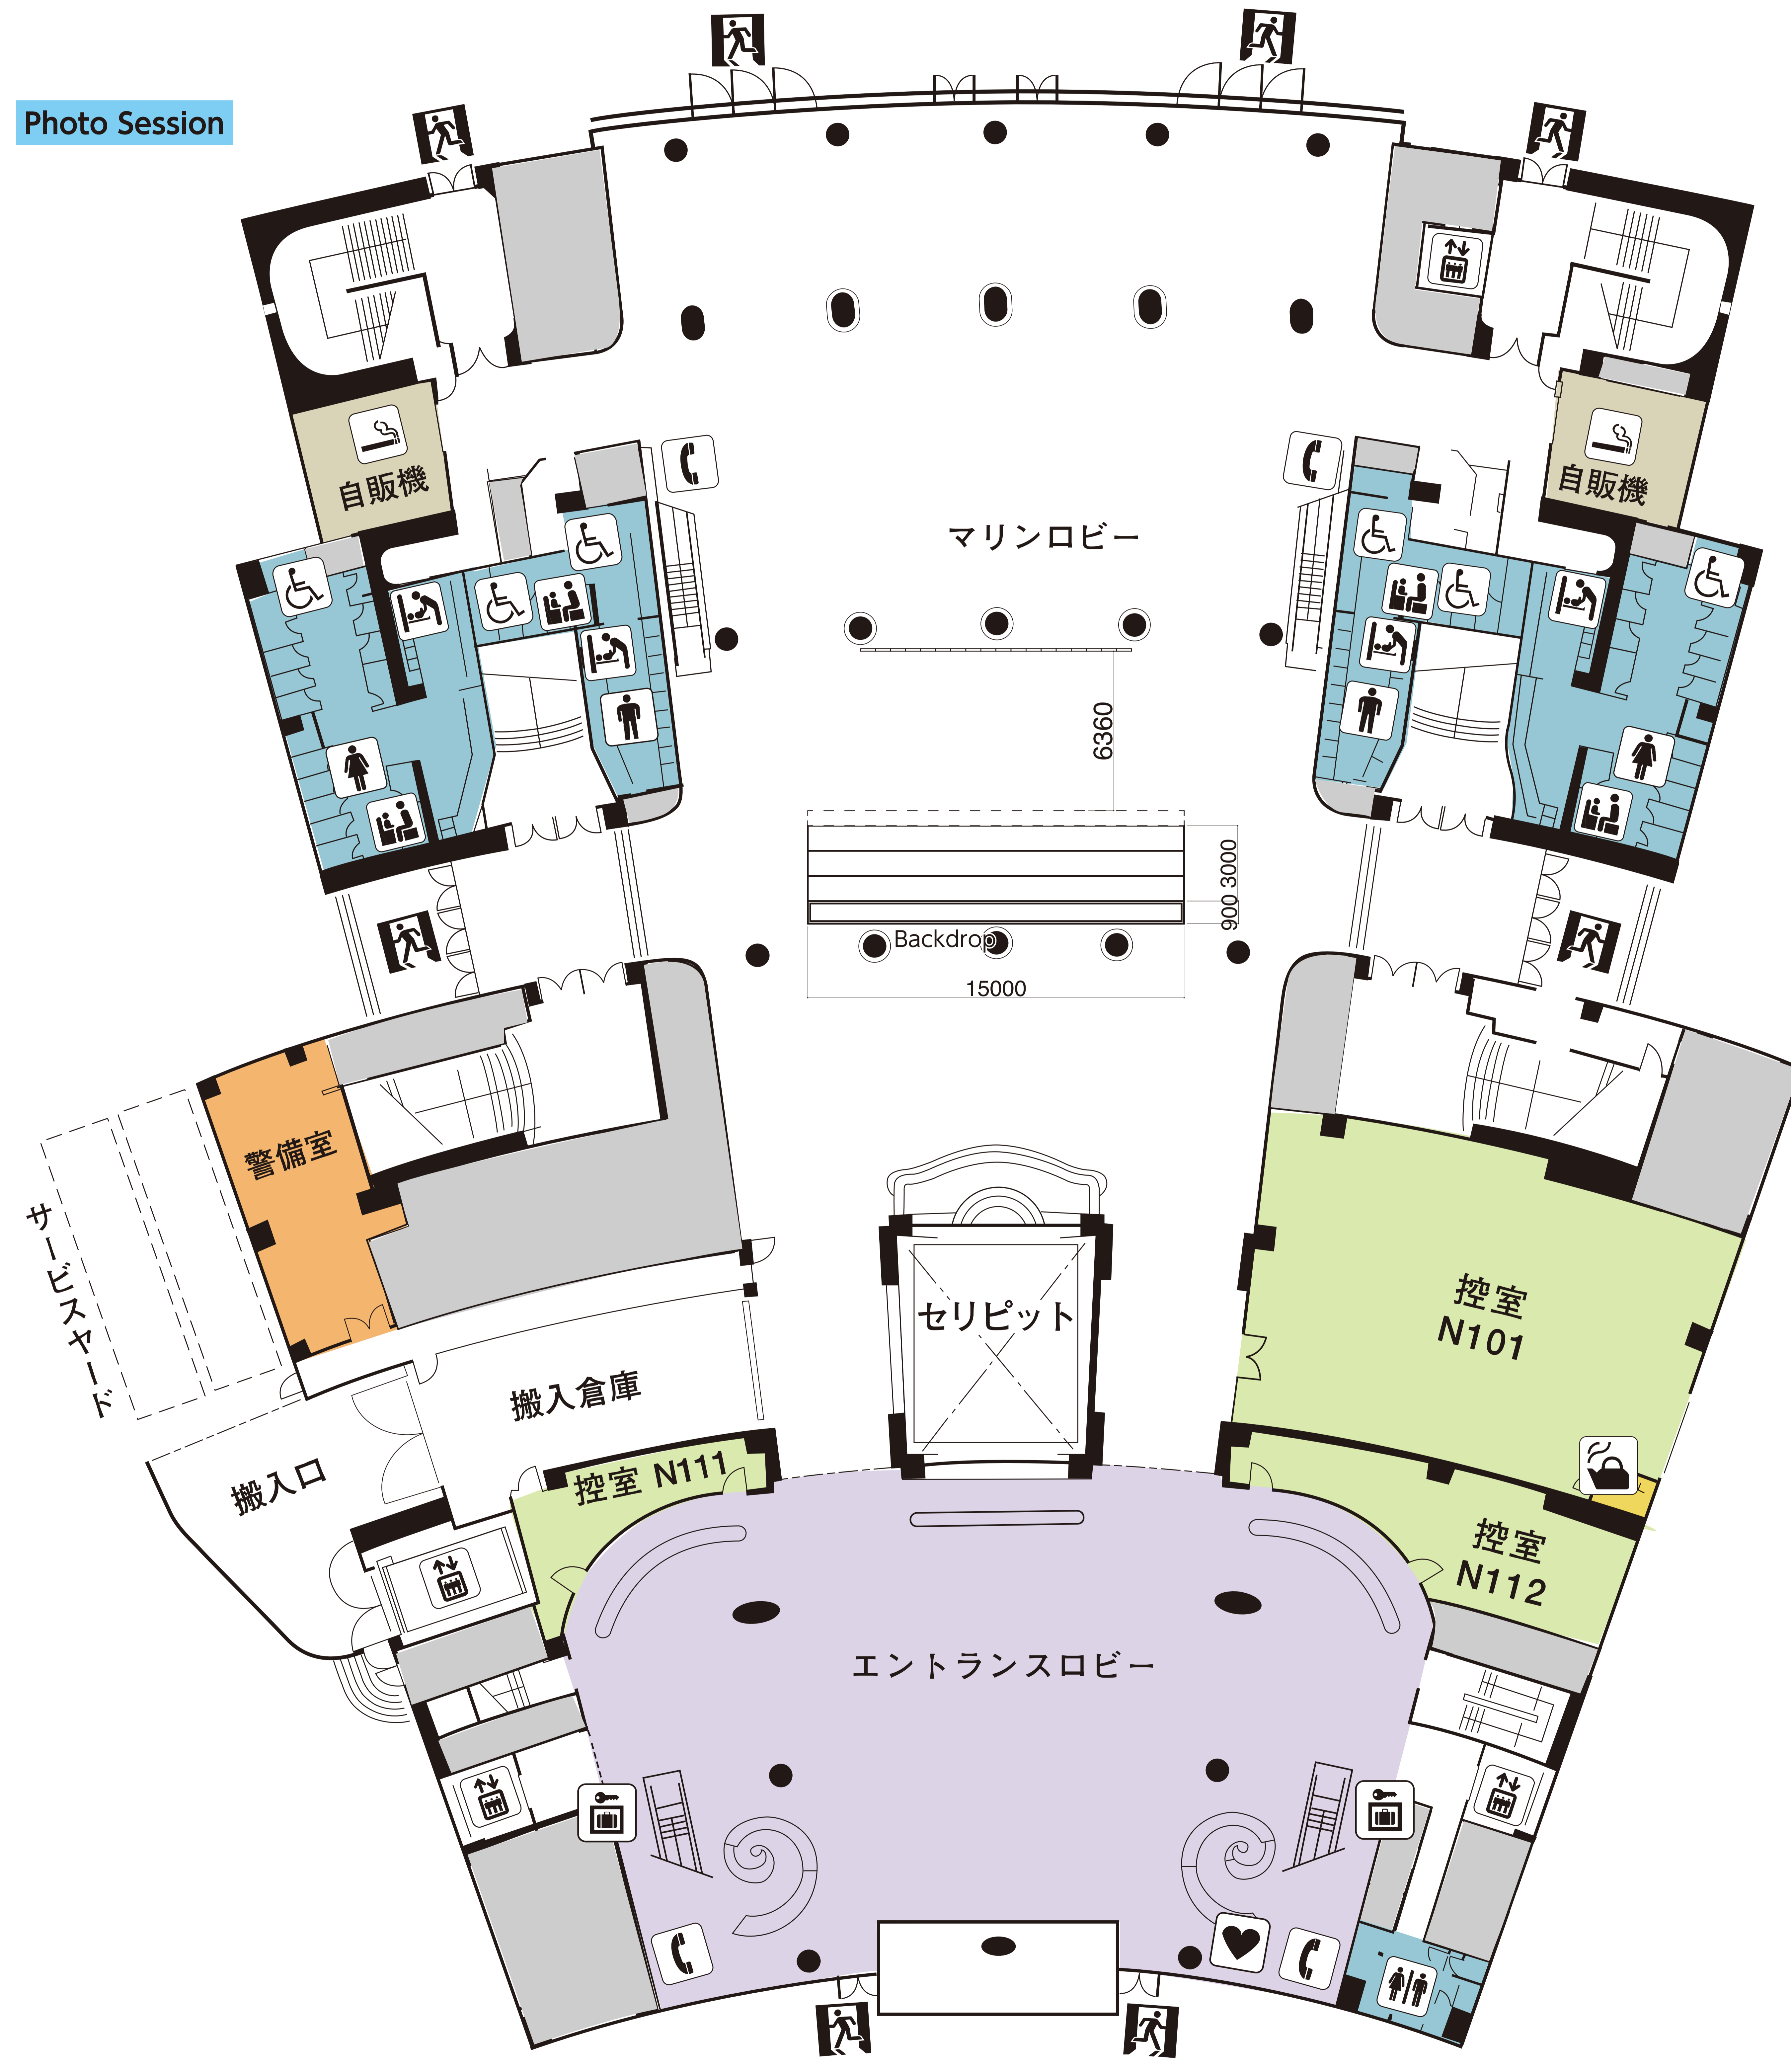 Photo Session
自販機
自販機
マリンロビー
6360
900 3000
Backdrop
15000
警備室
サービスヤード
セリピット
控室
N101
搬入倉庫
搬入口
控室 N111
控室
N112
エントランスロビー